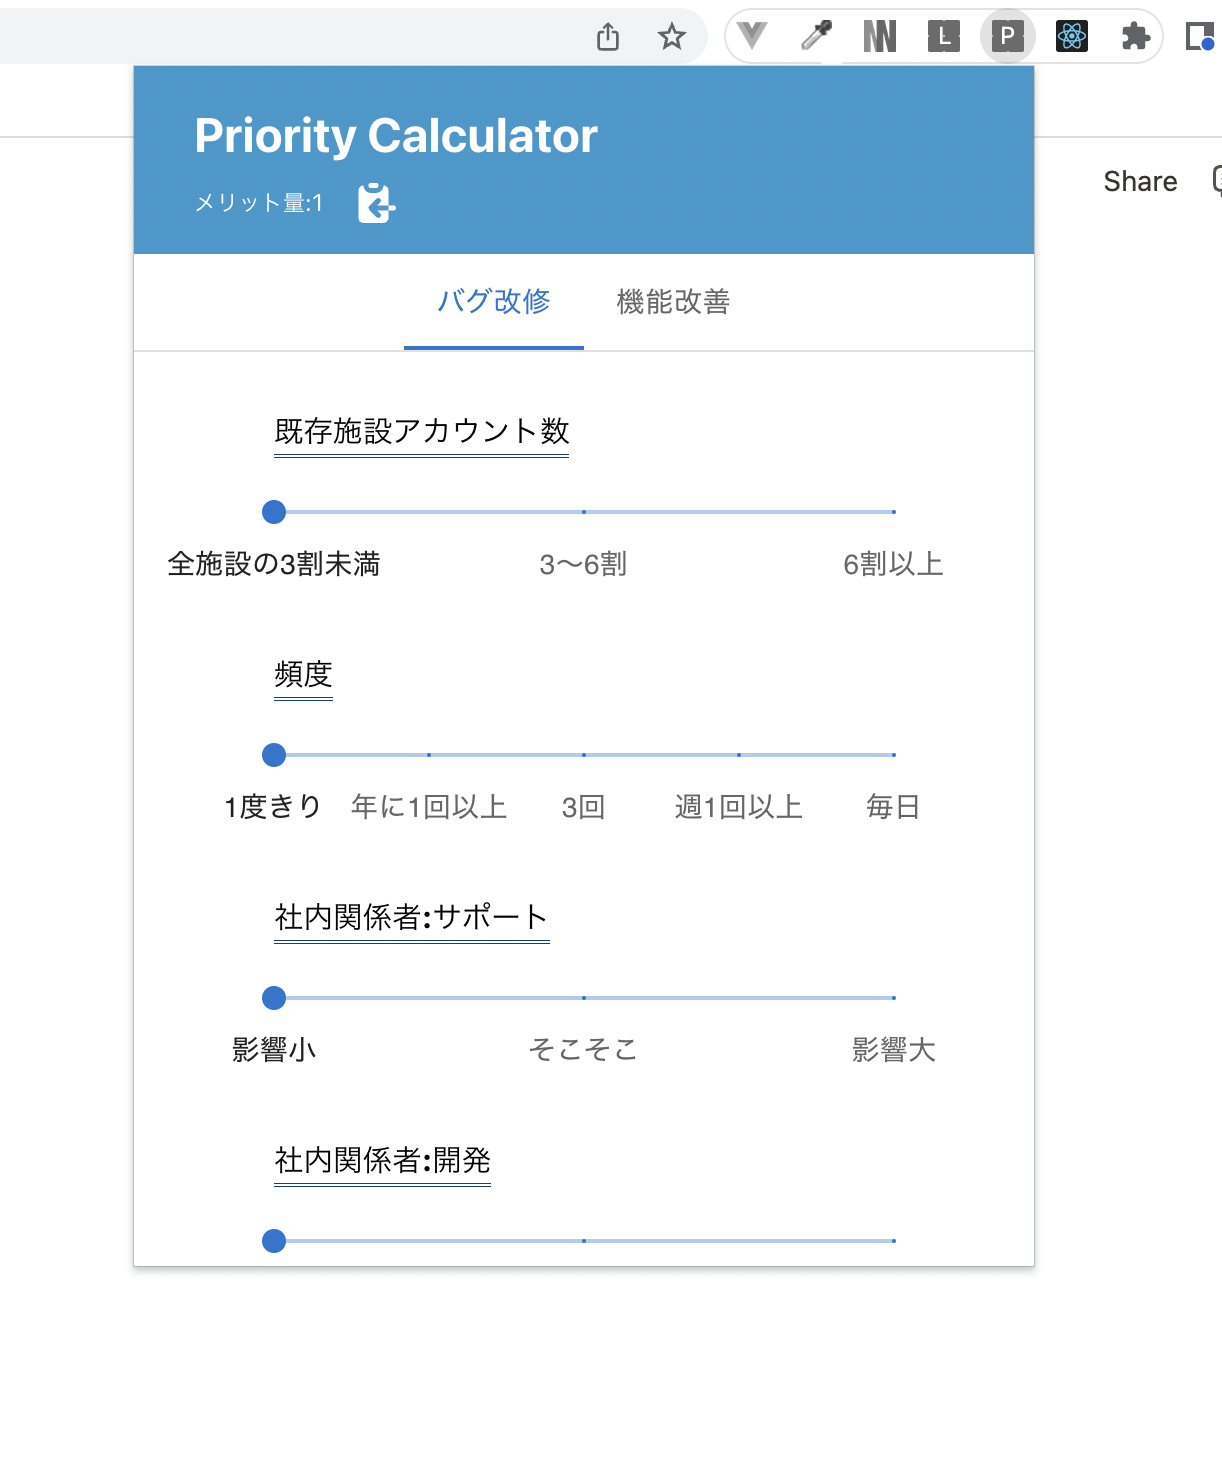 L
P
Share
Priority Calculator
メリット量:1
バグ改修 機能改善
既存施設アカウント数
全施設の3割未満 3〜6割 6割以上
頻度
1度きり 年に1回以上 3回 週1回以上 毎日
社内関係者:サポート
影響小 そこそこ 影響大
社内関係者:開発